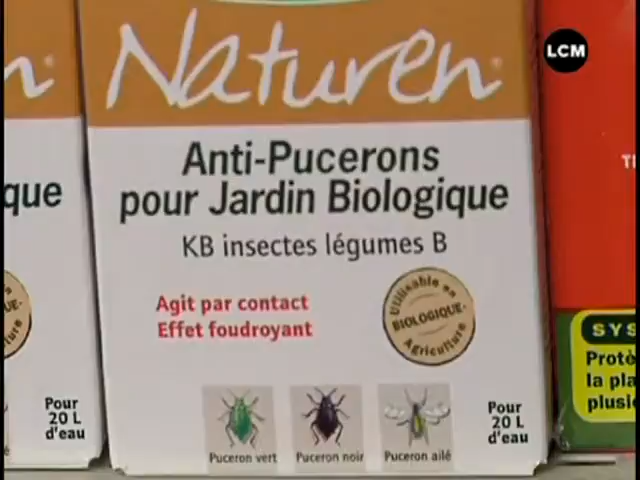 LCM
Naturen
Anti-Pucerons
pour Jardin Biologique
KB insectes légumes B
Agit par contact
Effet foudroyant
Utilisable en
Agriculture
BIOLOGIQUE
Pour
20 L
d'eau
Puceron vert
Puceron noir
Puceron ailé
Pour
20 L
d'eau
n
que
SYS
Protè
la pla
plusi